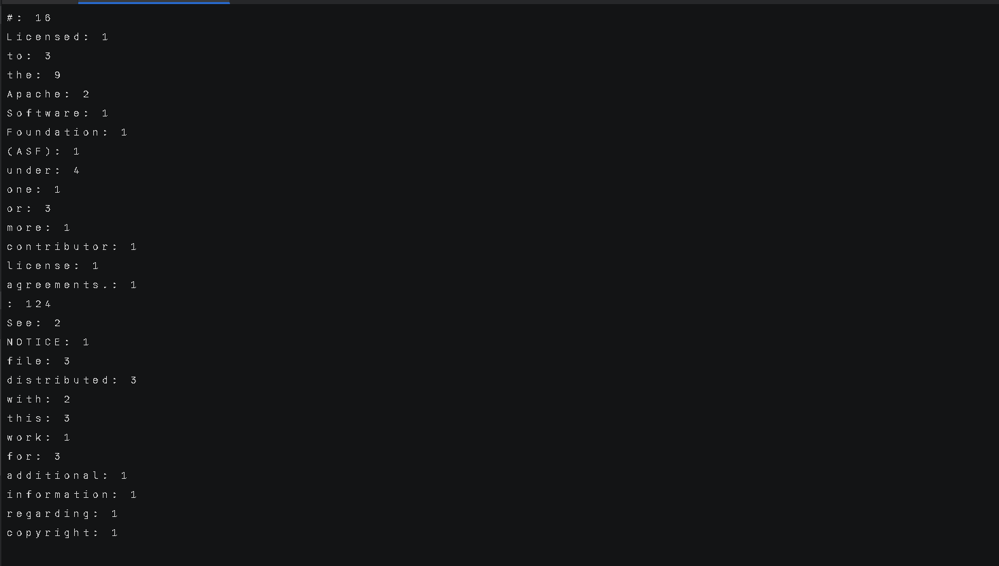 #: 16
Licensed: 1
to: 3
the: 9
Apache: 2
Software: 1
Foundation: 1
(ASF): 1
under: 4
one: 1
or: 3
more: 1
contributor: 1
license: 1
agreements.: 1
: 124
See: 2
NOTICE: 1
file: 3
distributed: 3
with: 2
this: 3
work: 1
for: 3
additional: 1
information: 1
regarding: 1
copyright: 1